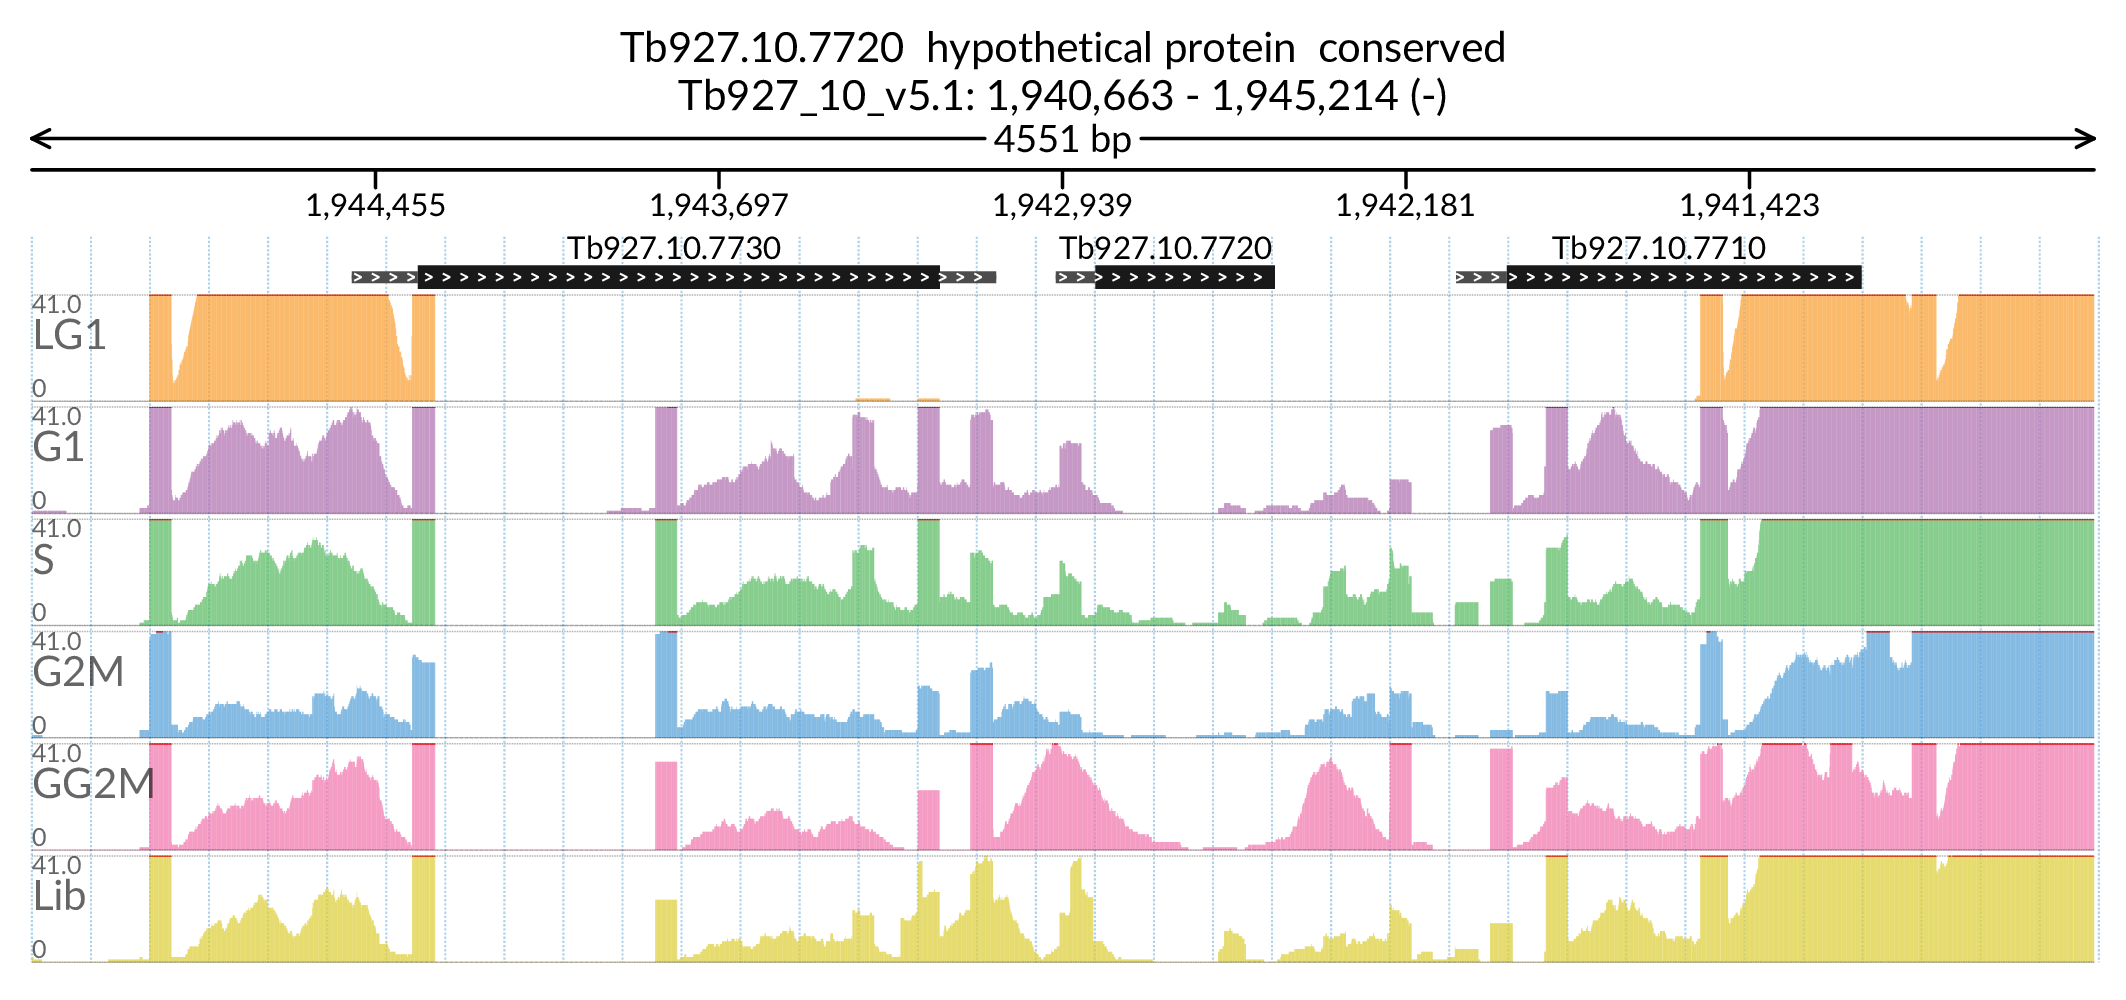 Tb927.10.7720 hypothetical protein conserved
Tb927_10_v5.1: 1,940,663 - 1,945,214 (-)
4551 bp
1,944,455 1,943,697 1,942,939 1,942,181 1,941,423
Tb927.10.7730 Tb927.10.7720 Tb927.10.7710
41.0
LG1
0
41.0
G1
0
41.0
S
0
41.0
G2M
0
41.0
GG2M
0
41.0
Lib
0